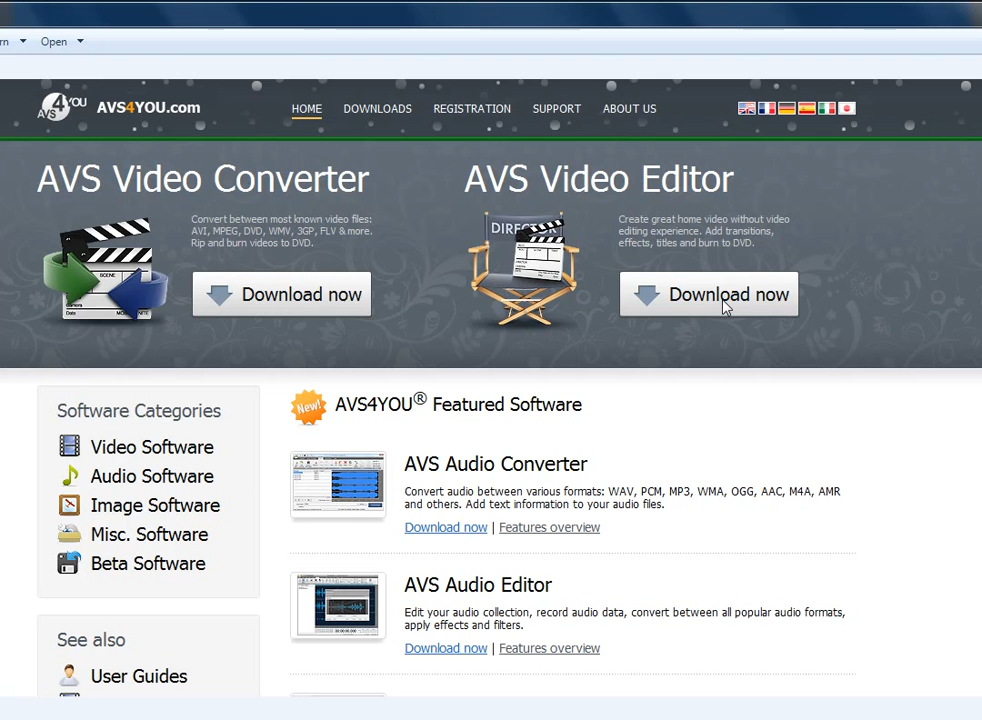 rn Open
AVS4YOU AVS4YOU.com HOME DOWNLOADS REGISTRATION SUPPORT ABOUT US
AVS Video Converter
Convert between most known video files:
AVI, MPEG, DVD, WMV, 3GP, FLV & more.
Rip and burn videos to DVD.
SCENE
Date
Download now
AVS Video Editor
DIRECTOR
Create great home video without video
editing experience. Add transitions,
effects, titles and burn to DVD.
Download now
Software Categories
Video Software
Audio Software
Image Software
Misc. Software
Beta Software
See also
User Guides
New!
AVS4YOU® Featured Software
AVS Audio Converter
Convert audio between various formats: WAV, PCM, MP3, WMA, OGG, AAC, M4A, AMR
and others. Add text information to your audio files.
Download now | Features overview
AVS Audio Editor
Edit your audio collection, record audio data, convert between all popular audio formats,
apply effects and filters.
Download now | Features overview